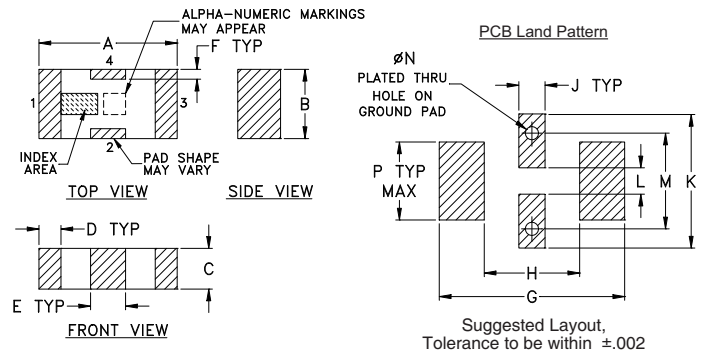 ALPHA-NUMERIC MARKINGS
MAY APPEAR
A
F TYP
4
1
3
B
2
INDEX
AREA
PAD SHAPE
MAY VARY
TOP VIEW
SIDE VIEW
D TYP
C
E TYP
FRONT VIEW
PCB Land Pattern
øN
PLATED THRU
HOLE ON
GROUND PAD
J TYP
P TYP
MAX
L
M
K
H
G
Suggested Layout,
Tolerance to be within ±.002